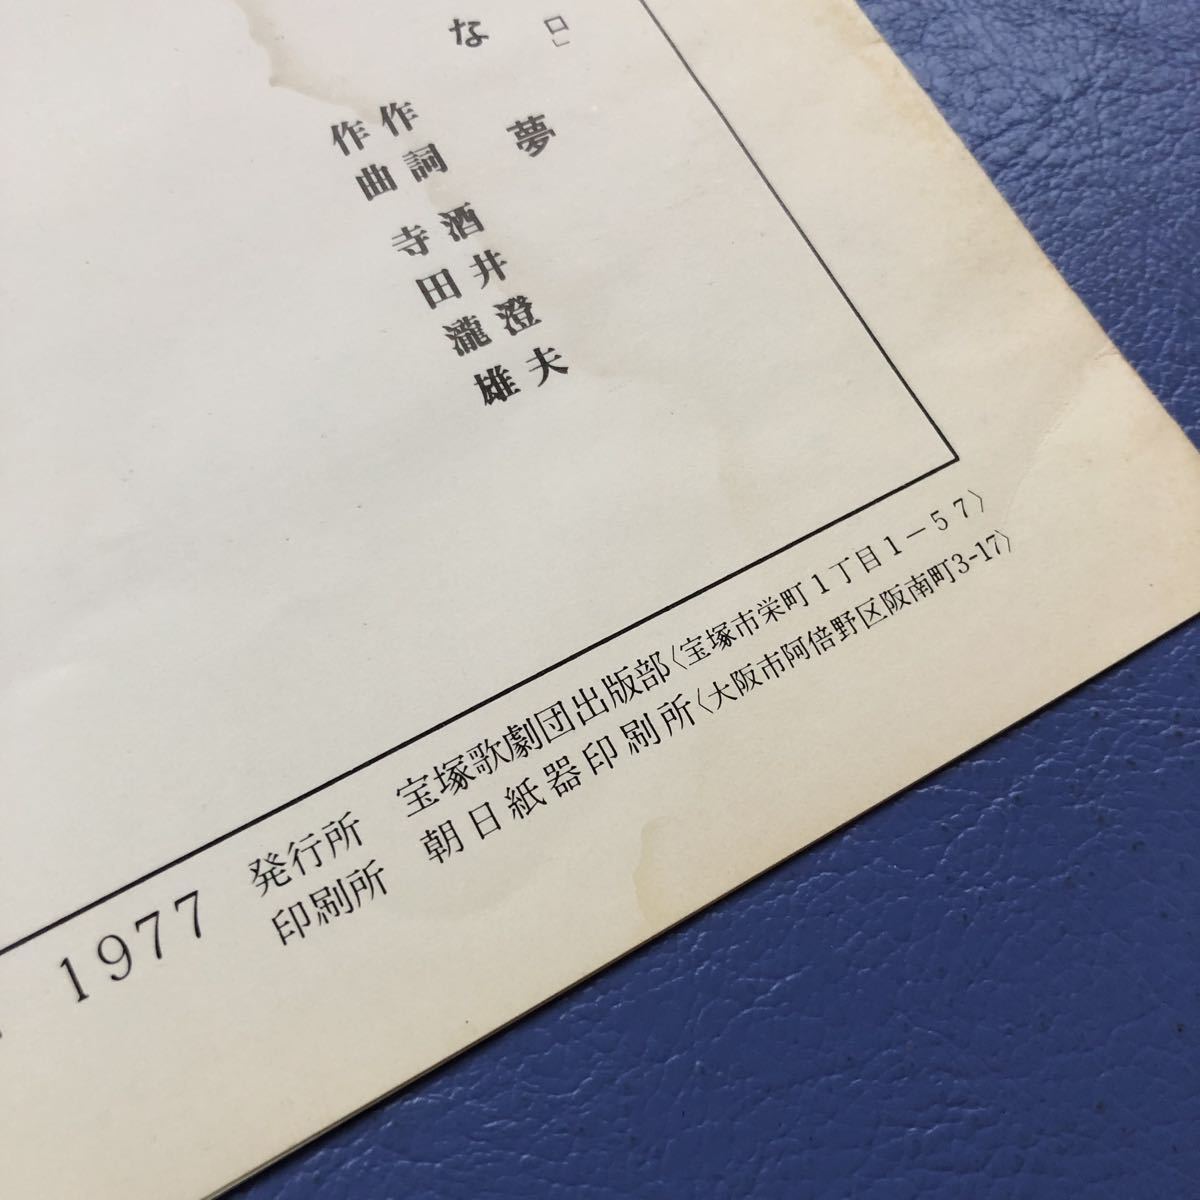 ロ」
な夢
作詞 酒井澄夫
作曲 寺田瀧雄
1977
発行所 宝塚歌劇団出版部〈宝塚市栄町1丁目1－57〉
印刷所 朝日紙器印刷所〈大阪市阿倍野区阪南町3-17〉